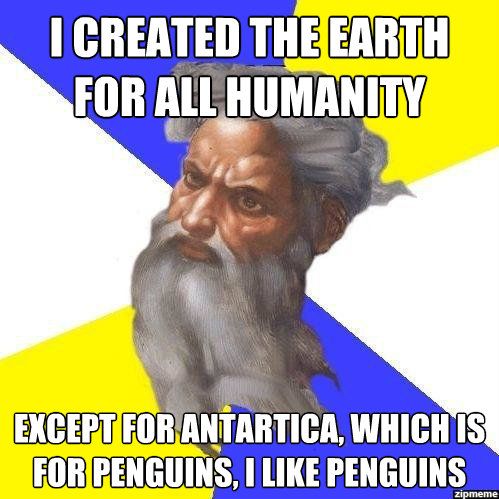 I CREATED THE EARTH
FOR ALL HUMANITY
EXCEPT FOR ANTARTICA, WHICH IS
FOR PENGUINS, I LIKE PENGUINS
zipmeme